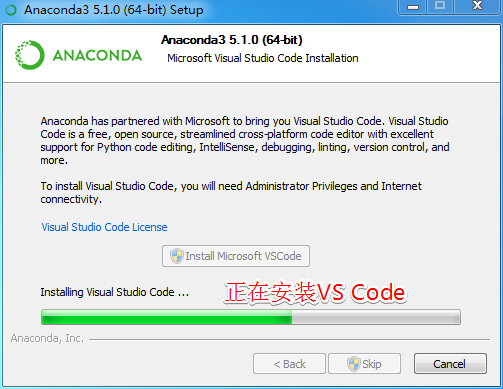 Anaconda3 5.1.0 (64-bit) Setup
ANACONDA
Anaconda3 5.1.0 (64-bit)
Microsoft Visual Studio Code Installation
Anaconda has partnered with Microsoft to bring you Visual Studio Code. Visual Studio
Code is a free, open source, streamlined cross-platform code editor with excellent
support for Python code editing, IntelliSense, debugging, linting, version control, and
more.
To install Visual Studio Code, you will need Administrator Privileges and Internet
connectivity.
Visual Studio Code License
Install Microsoft VSCode
Installing Visual Studio Code ...
正在安装VS Code
Anaconda, Inc.
< Back
Skip
Cancel